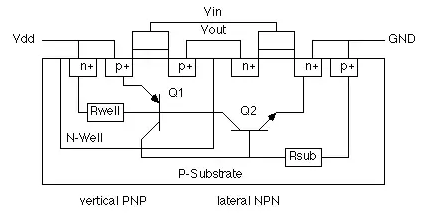 Vin
Vdd
Vout
GND
n+ p+ p+ n+ n+ p+
Q1
Rwell
Q2
N-Well
Rsub
P-Substrate
vertical PNP lateral NPN